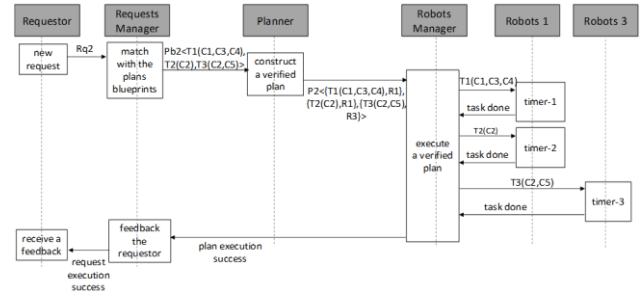 Requestor
Requests
Manager
Planner
Robots
Manager
Robots 1
Robots 3
new
request
Rq2
match
with the
plans
blueprints
Pb2<T1(C1,C3,C4),
T2(C2),T3(C2,C5)>
construct
a verified
plan
P2<{T1(C1,C3,C4),R1},
{T2(C2),R1},{T3(C2,C5),
R3}>
execute
a verified
plan
T1(C1,C3,C4)
timer-1
task done
T2(C2)
timer-2
task done
T3(C2,C5)
timer-3
task done
plan execution
success
feedback
the
requestor
request
execution
success
receive a
feedback